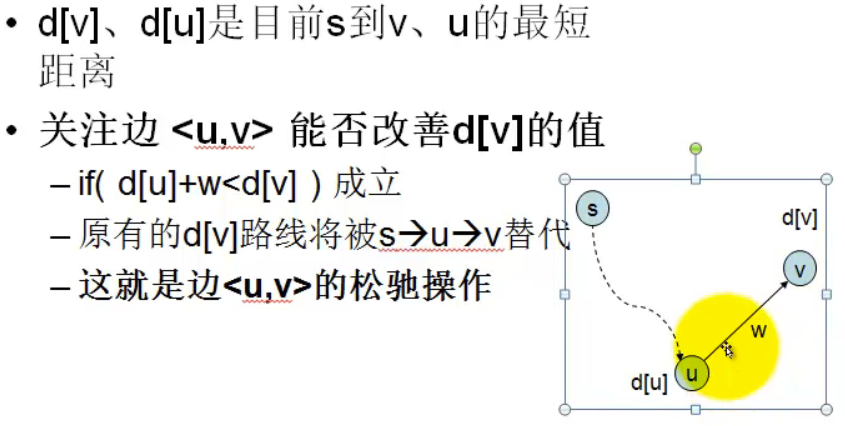 • d[v]、d[u]是目前s到v、u的最短
距离
• 关注边 <u,v> 能否改善d[v]的值
– if( d[u]+w<d[v] ) 成立
– 原有的d[v]路线将被s→u→v替代
– 这就是边<u,v>的松驰操作
s
d[v]
v
w
u
d[u]